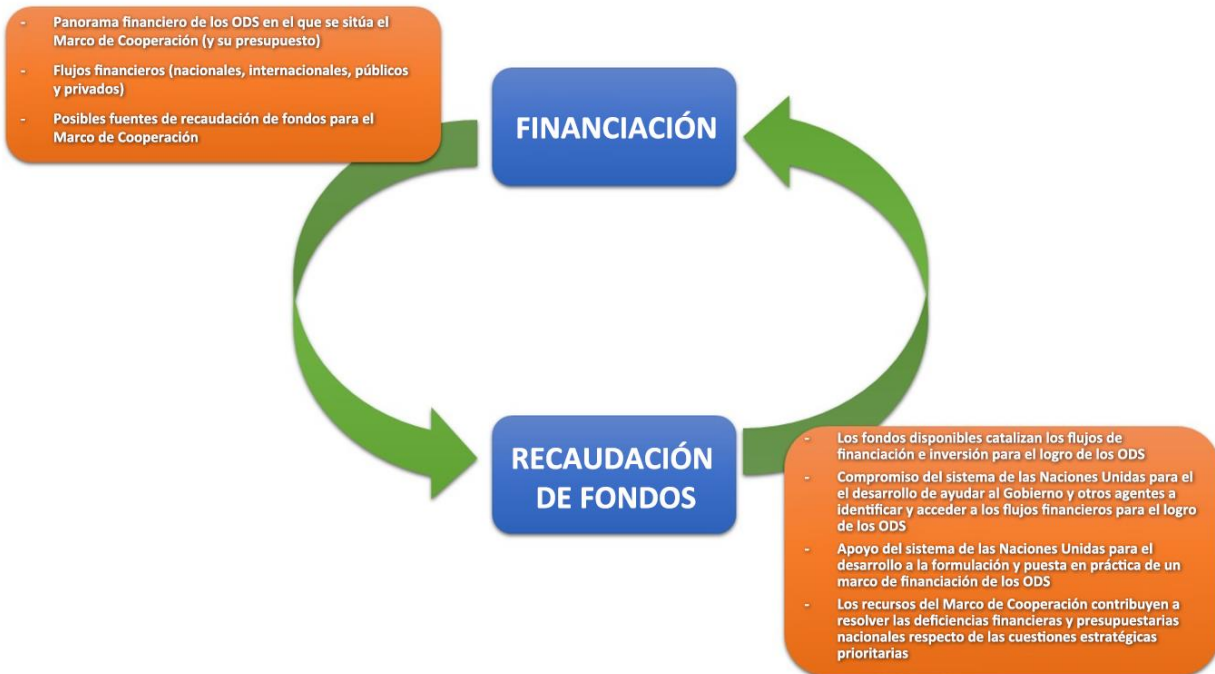 - Panorama financiero de los ODS en el que se sitúa el
Marco de Cooperación (y su presupuesto)
- Flujos financieros (nacionales, internacionales, públicos
y privados)
- Posibles fuentes de recaudación de fondos para el
Marco de Cooperación
FINANCIACIÓN
RECAUDACIÓN
DE FONDOS
- Los fondos disponibles catalizan los flujos de
financiación e inversión para el logro de los ODS
- Compromiso del sistema de las Naciones Unidas para el
el desarrollo de ayudar al Gobierno y otros agentes a
identificar y acceder a los flujos financieros para el logro
de los ODS
- Apoyo del sistema de las Naciones Unidas para el
desarrollo a la formulación y puesta en práctica de un
marco de financiación de los ODS
- Los recursos del Marco de Cooperación contribuyen a
resolver las deficiencias financieras y presupuestarias
nacionales respecto de las cuestiones estratégicas
prioritarias